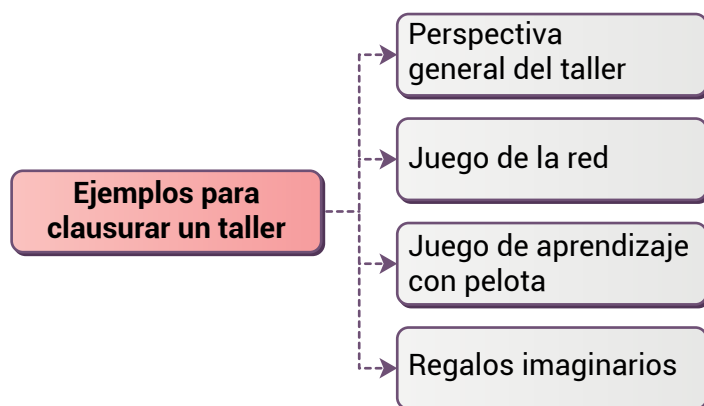 Ejemplos para
clausurar un taller
Perspectiva
general del taller
Juego de la red
Juego de aprendizaje
con pelota
Regalos imaginarios